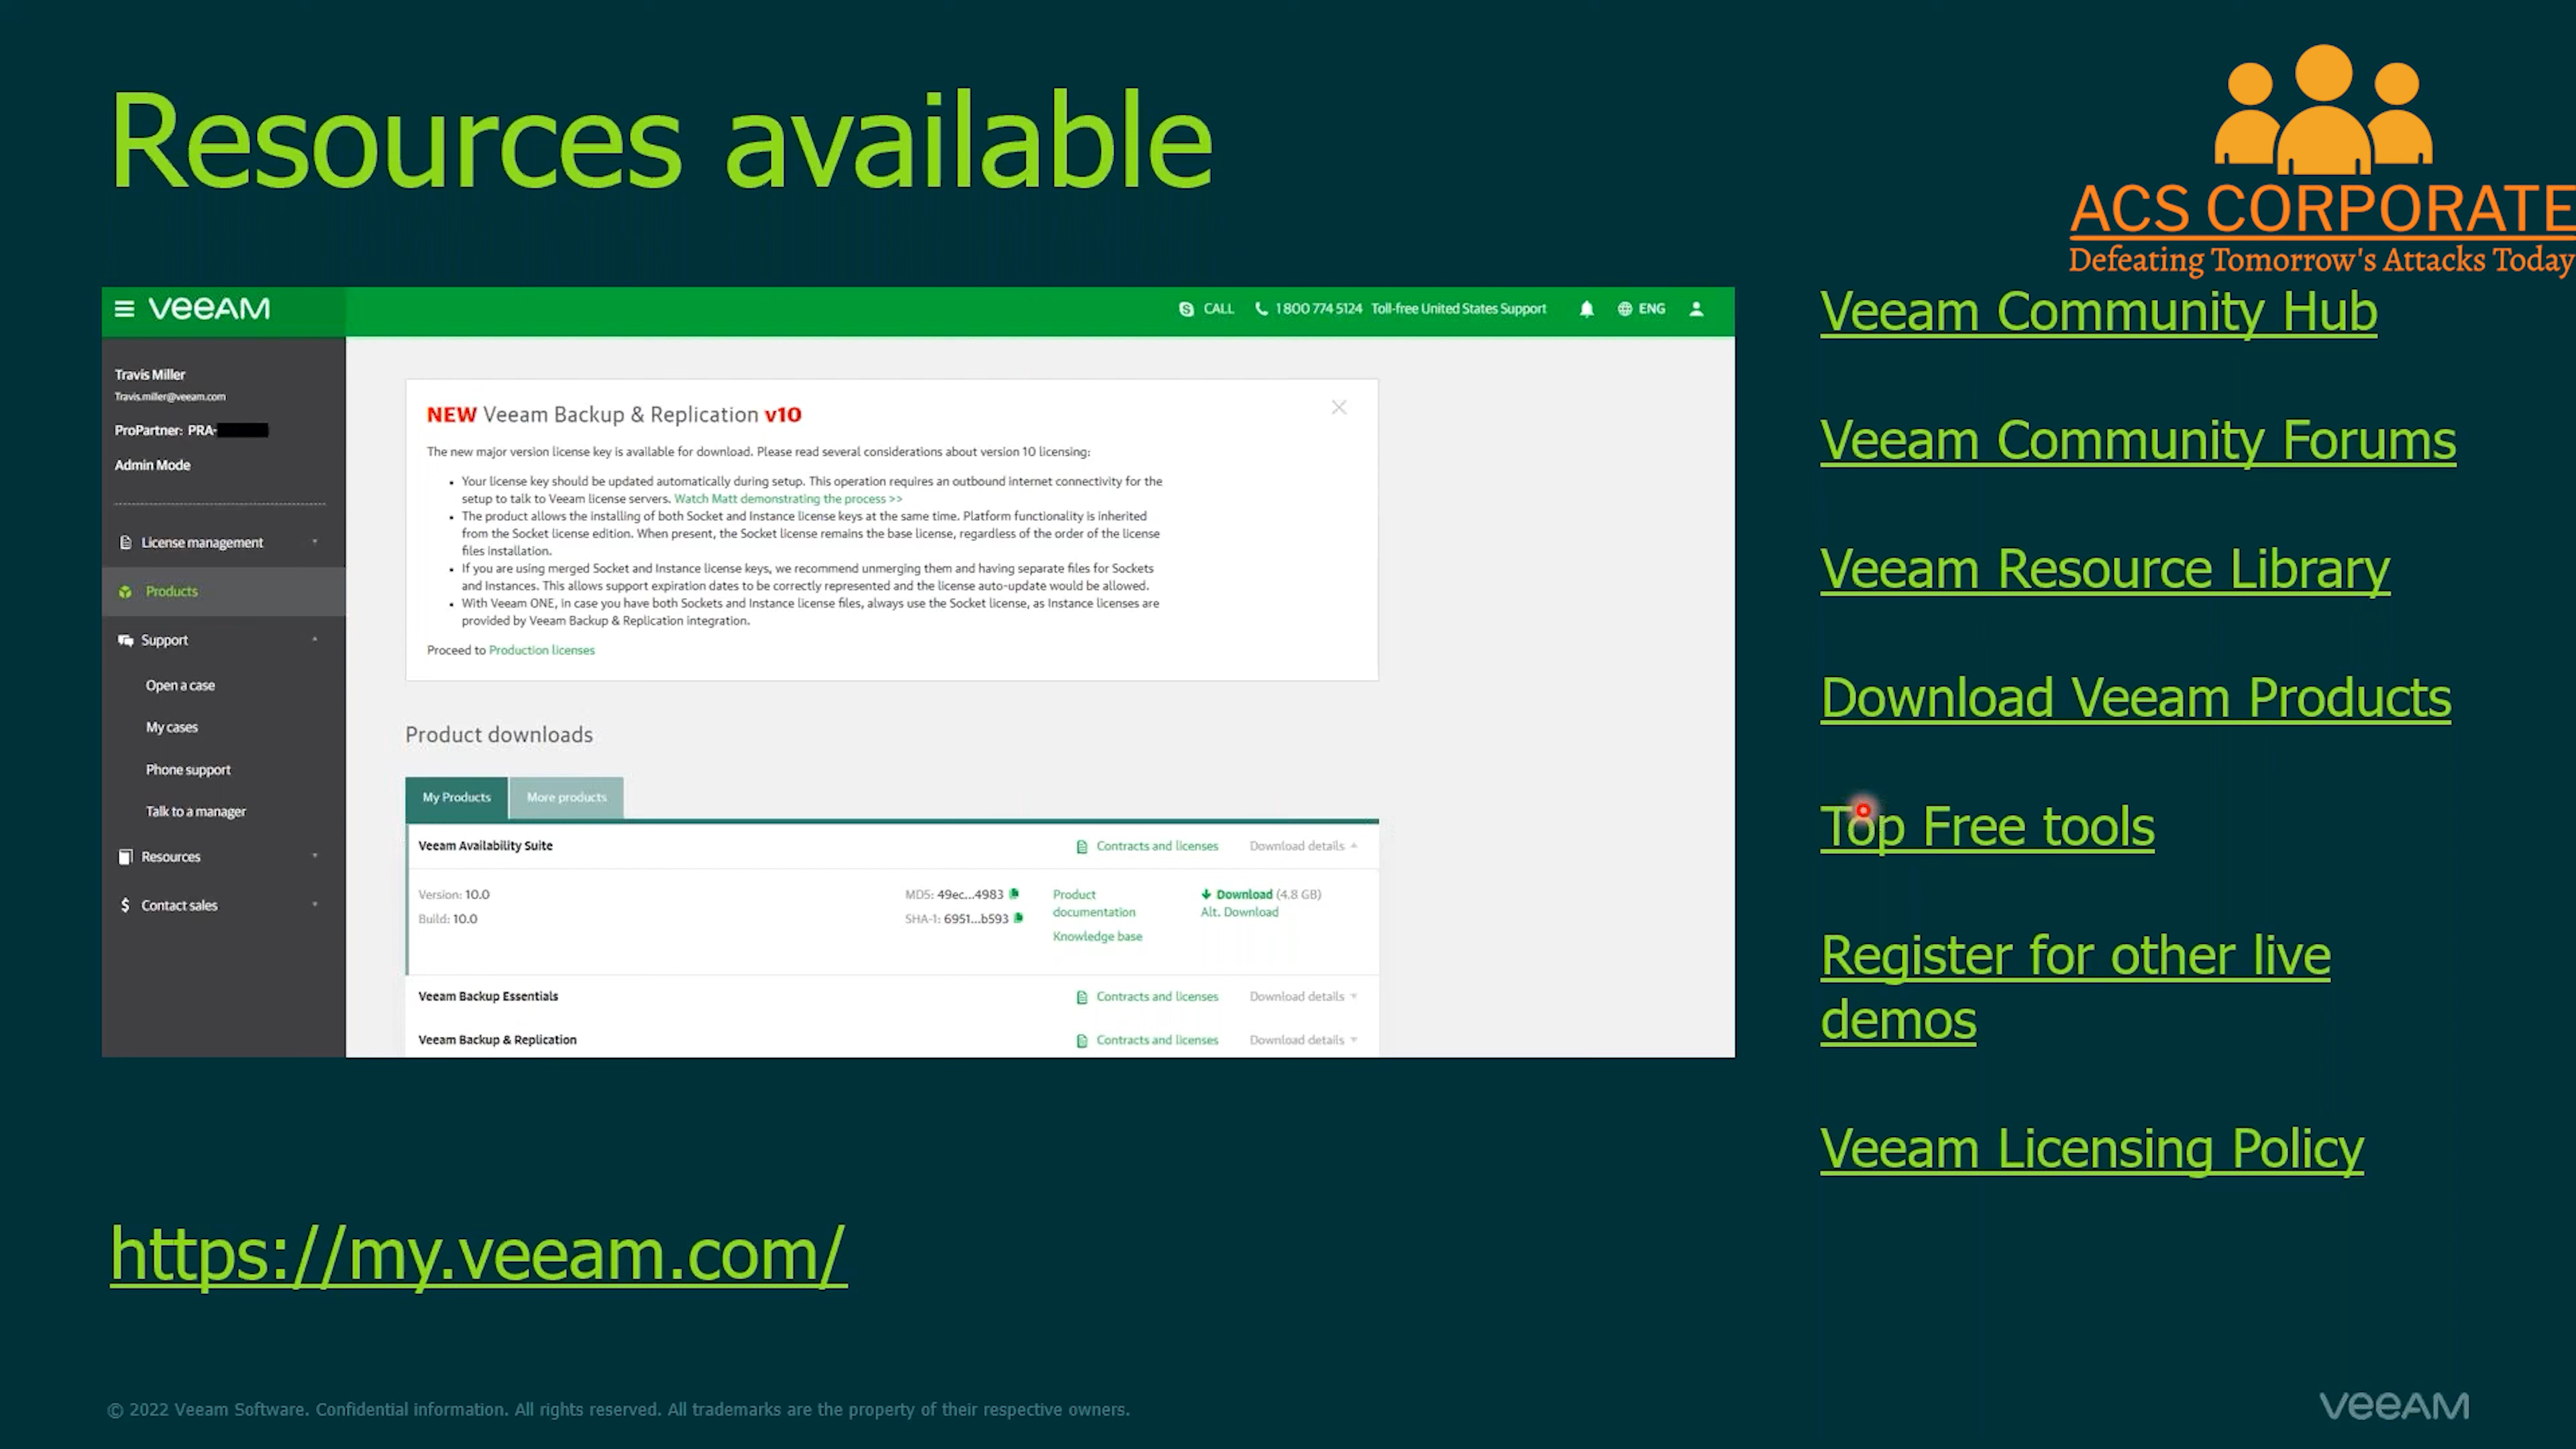 Resources available
ACS CORPORATE
Defeating Tomorrow's Attacks Today
VEEAM
CALL
1 800 774 5124 Toll-free United States Support
ENG
Travis Miller
Travis.miller@veeam.com
ProPartner: PRA-
Admin Mode
License management
Products
Support
Open a case
My cases
Phone support
Talk to a manager
Resources
Contact sales
NEW Veeam Backup & Replication v10
The new major version license key is available for download. Please read several considerations about version 10 licensing:
• Your license key should be updated automatically during setup. This operation requires an outbound internet connectivity for the
setup to talk to Veeam license servers. Watch Matt demonstrating the process >>
• The product allows the installing of both Socket and Instance license keys at the same time. Platform functionality is inherited
from the Socket license edition. When present, the Socket license remains the base license, regardless of the order of the license
files installation.
• If you are using merged Socket and Instance license keys, we recommend unmerging them and having separate files for Sockets
and Instances. This allows support expiration dates to be correctly represented and the license auto-update would be allowed.
• With Veeam ONE, in case you have both Sockets and Instance license files, always use the Socket license, as Instance licenses are
provided by Veeam Backup & Replication integration.
Proceed to Production licenses
Product downloads
My Products
More products
Veeam Availability Suite
Contracts and licenses
Download details
Version: 10.0
Build: 10.0
MD5: 49ec...4983
SHA-1: 6951...b593
Product
documentation
Knowledge base
Download (4.8 GB)
Alt. Download
Veeam Backup Essentials
Contracts and licenses
Download details
Veeam Backup & Replication
Contracts and licenses
Download details
Veeam Community Hub
Veeam Community Forums
Veeam Resource Library
Download Veeam Products
Top Free tools
Register for other live
demos
Veeam Licensing Policy
https://my.veeam.com/
© 2022 Veeam Software. Confidential information. All rights reserved. All trademarks are the property of their respective owners.
VEEAM